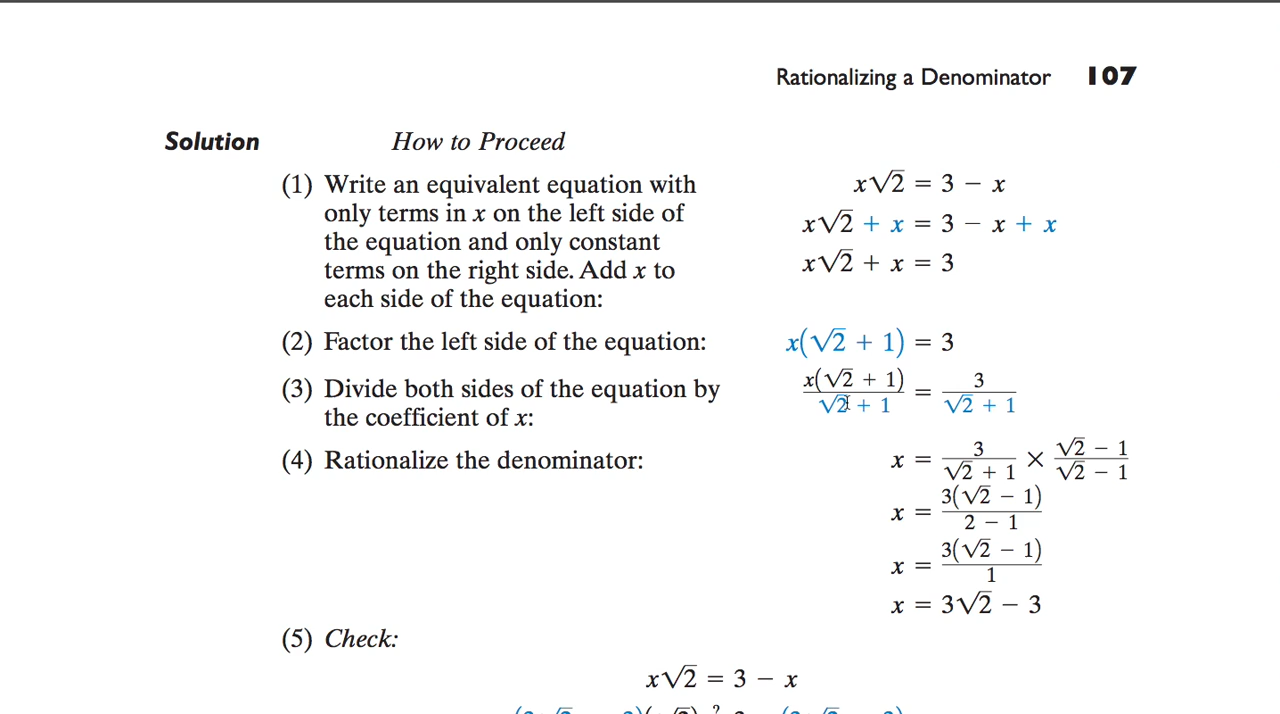 Rationalizing a Denominator 107
Solution How to Proceed
(1) Write an equivalent equation with x√2 = 3 − x
only terms in x on the left side of x√2 + x = 3 − x + x
the equation and only constant x√2 + x = 3
terms on the right side. Add x to
each side of the equation:
(2) Factor the left side of the equation: x(√2 + 1) = 3
(3) Divide both sides of the equation by x(√2 + 1)/(√2 + 1) = 3/(√2 + 1)
the coefficient of x:
(4) Rationalize the denominator: x = 3/(√2 + 1) × (√2 − 1)/(√2 − 1)
x = 3(√2 − 1)/(2 − 1)
x = 3(√2 − 1)/1
x = 3√2 − 3
(5) Check:
x√2 = 3 − x